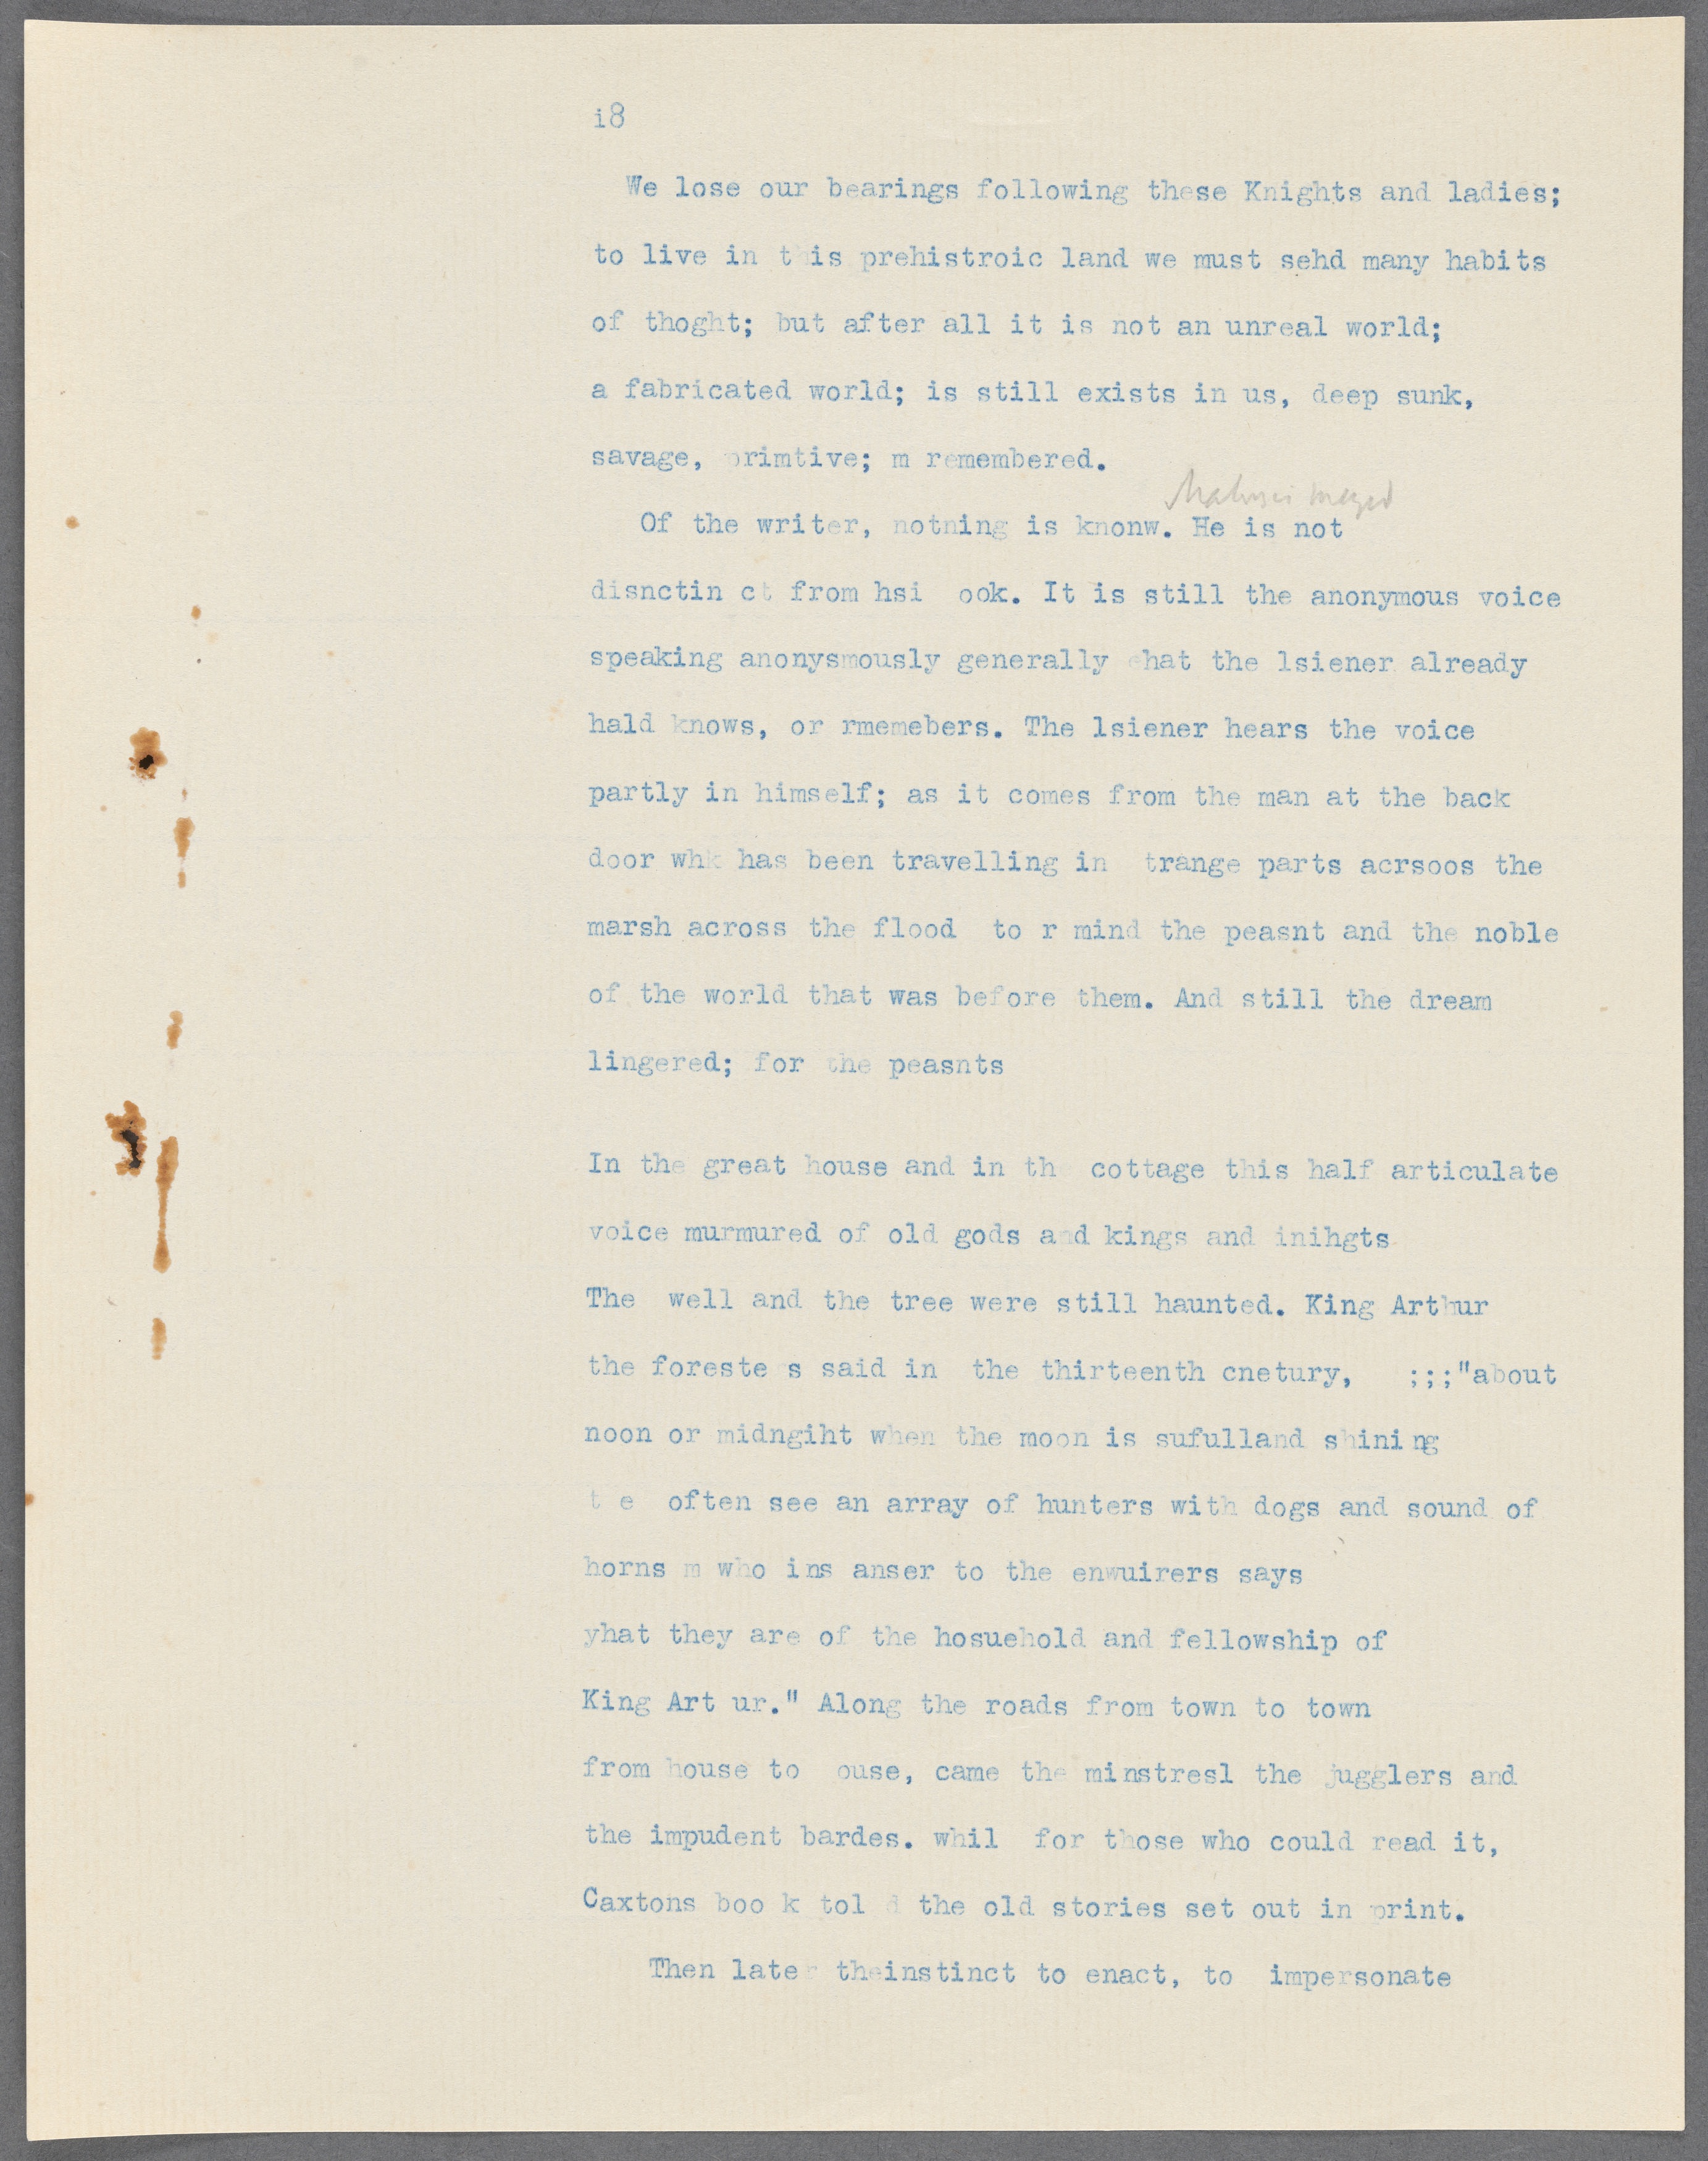 i8
We lose our bearings following these Knights and ladies;
to live in this prehistroic land we must sehd many habits
of thoght; but after all it is not an unreal world;
a fabricated world; is still exists in us, deep sunk,
savage, primtive; m remembered.
Of the writer, notning is knonw. He is not
disnctin ct from hsi ook. It is still the anonymous voice
speaking anonysmously generally ehat the lsiener already
hald knows, or rmemebers. The lsiener hears the voice
partly in himself; as it comes from the man at the back
door whk has been travelling in trange parts acrsoos the
marsh across the flood to r mind the peasnt and the noble
of the world that was before them. And still the dream
lingered; for the peasnts
In the great house and in th cottage this half articulate
voice murmured of old gods and kings and inihgts
The well and the tree were still haunted. King Arthur
the foreste s said in the thirteenth cnetury, ;;;"about
noon or midngiht when the moon is sufulland shini ng
t e often see an array of hunters with dogs and sound of
horns m who ins anser to the enwuirers says
yhat they are of the hosuehold and fellowship of
King Art ur." Along the roads from town to town
from house to ouse, came the minstresl the jugglers and
the impudent bardes. whil for those who could read it,
Caxtons boo k tol d the old stories set out in print.
Then later theinstinct to enact, to impersonate